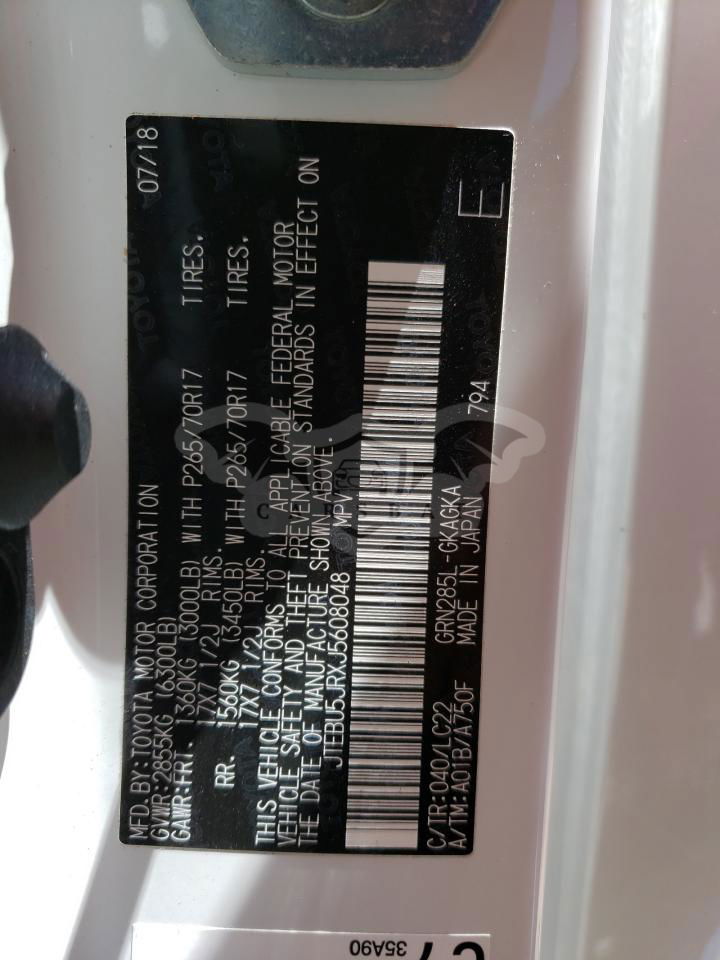 MFD. BY: TOYOTA MOTOR CORPORATION 07/18
GVWR: 2855KG (6300LB)
GAWR: FRT. 1360KG (3000LB) WITH P265/70R17 TIRES.
17X7 1/2J RIMS.
RR. 1560KG (3450LB) WITH P265/70R17 TIRES.
17X7 1/2J RIMS.
THIS VEHICLE CONFORMS TO ALL APPLICABLE FEDERAL MOTOR
VEHICLE SAFETY AND THEFT PREVENTION STANDARDS IN EFFECT ON
THE DATE OF MANUFACTURE SHOWN ABOVE.
JTEBU5JRXJ5608048 MPV
C/TR: 040/LC22 GRN285L-GKAGKA
A/TM: A01B/A750F MADE IN JAPAN 794 E
35A90